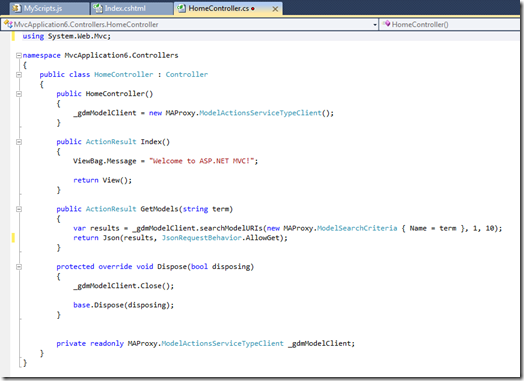 MyScripts.js
Index.cshtml
HomeController.cs
MvcApplication6.Controllers.HomeController
HomeController()
using System.Web.Mvc;
namespace MvcApplication6.Controllers
{
public class HomeController : Controller
{
public HomeController()
{
_gdmModelClient = new MAProxy.ModelActionsServiceTypeClient();
}
public ActionResult Index()
{
ViewBag.Message = "Welcome to ASP.NET MVC!";
return View();
}
public ActionResult GetModels(string term)
{
var results = _gdmModelClient.searchModelURIs(new MAProxy.ModelSearchCriteria { Name = term }, 1, 10);
return Json(results, JsonRequestBehavior.AllowGet);
}
protected override void Dispose(bool disposing)
{
_gdmModelClient.Close();
base.Dispose(disposing);
}
private readonly MAProxy.ModelActionsServiceTypeClient _gdmModelClient;
}
}